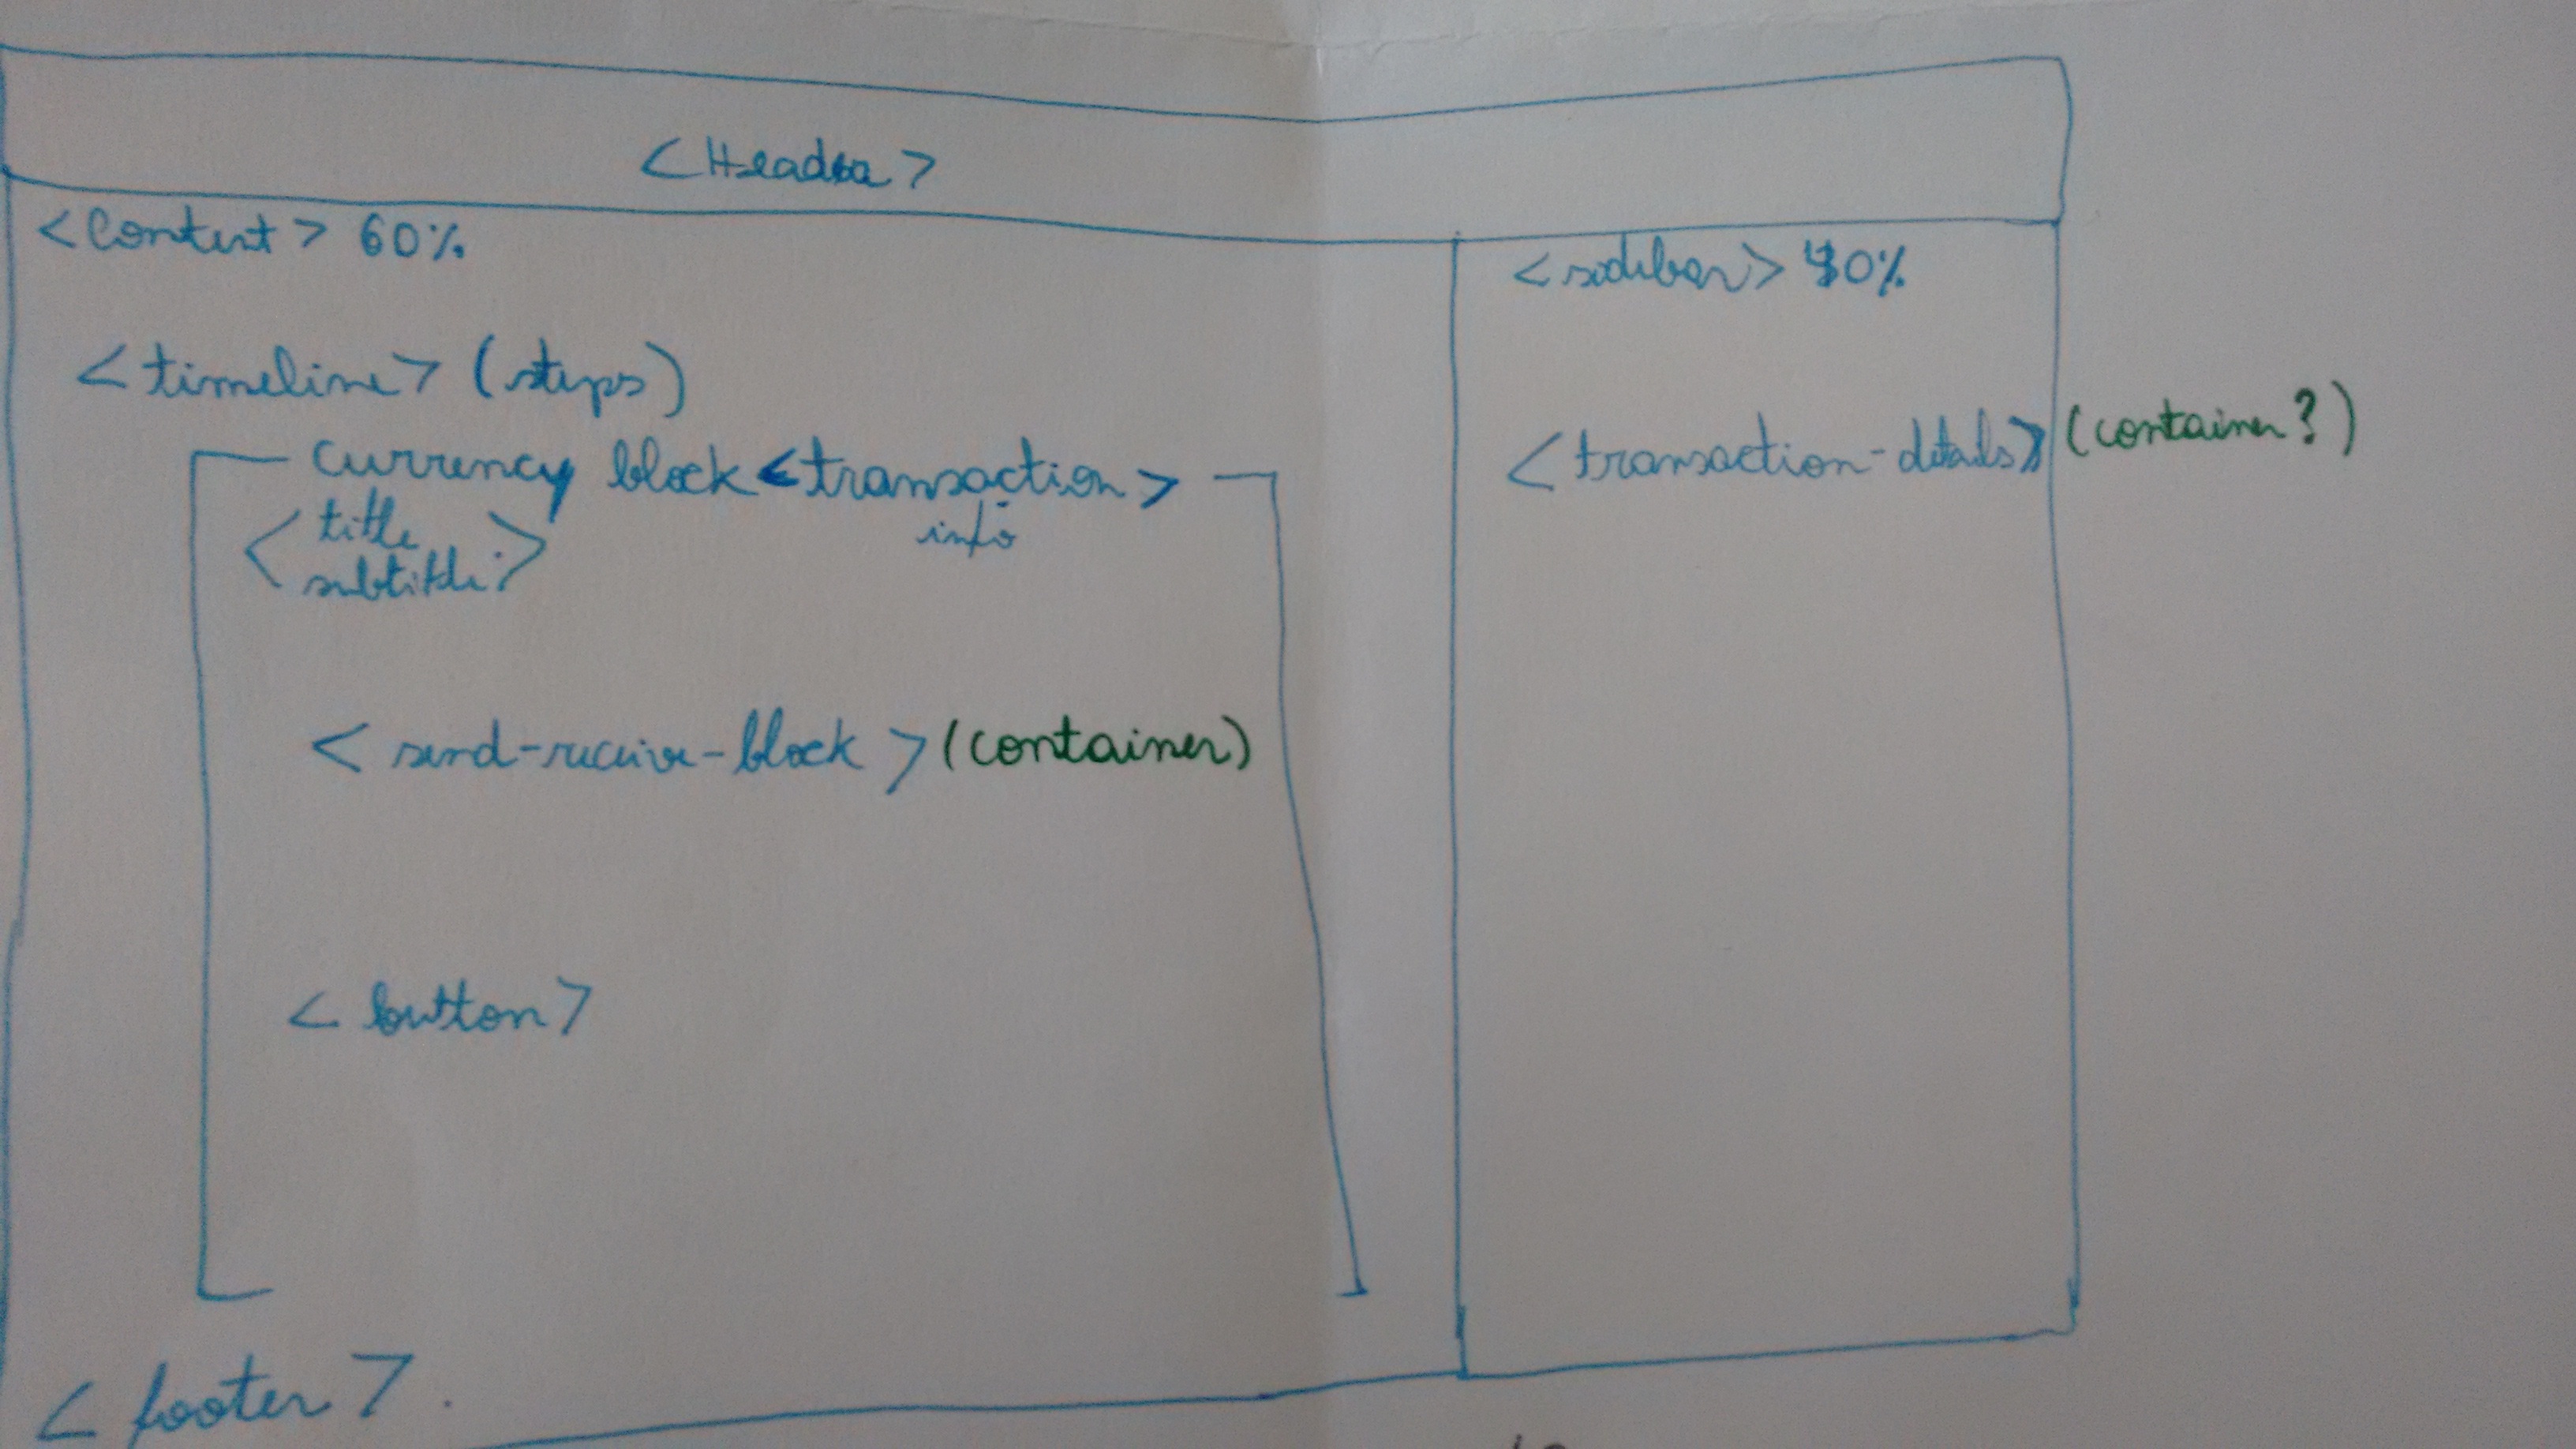 <Header>
<Content> 60%
<sidebar> 40%
<timeline> (steps)
currency block <transaction>
info
<title
subtitle>
<transaction-details> (container?)
<send-receive-block> (container)
<button>
<footer>